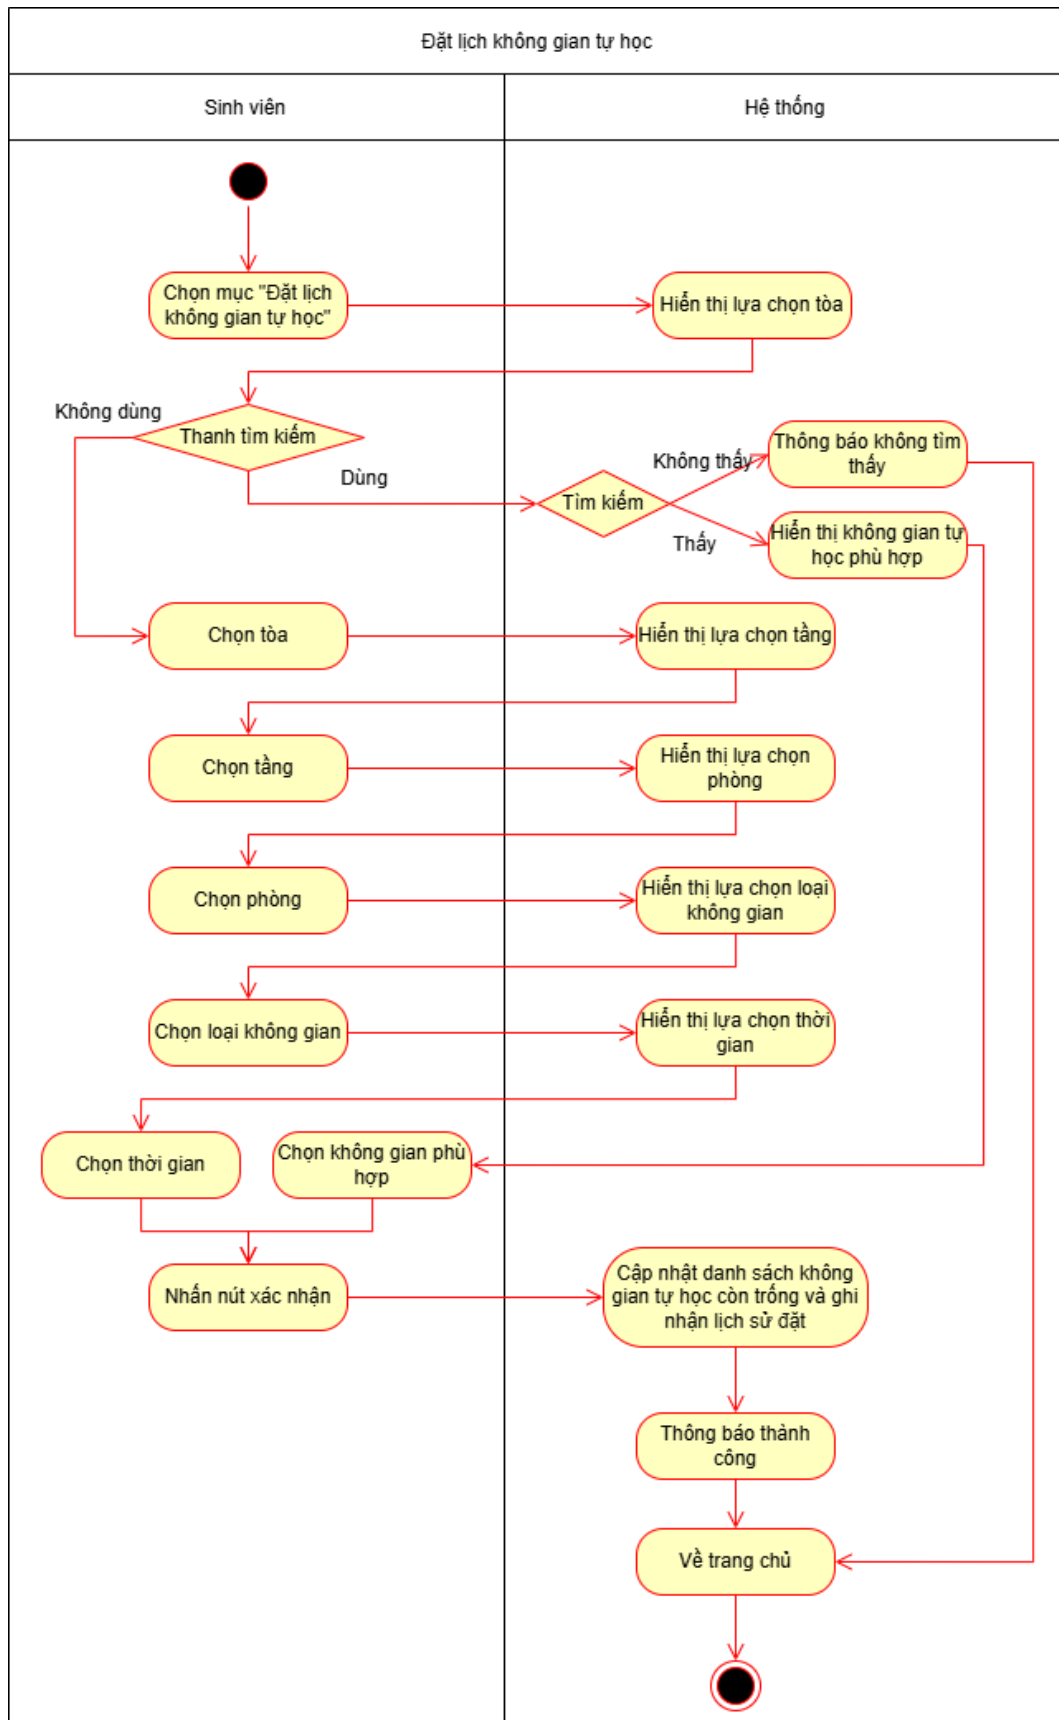 Đặt lịch không gian tự học
Sinh viên
Hệ thống
Chọn mục "Đặt lịch
không gian tự học"
Hiển thị lựa chọn tòa
Không dùng
Thanh tìm kiếm
Dùng
Tìm kiếm
Không thấy
Thông báo không tìm
thấy
Thấy
Hiển thị không gian tự
học phù hợp
Chọn tòa
Hiển thị lựa chọn tầng
Chọn tầng
Hiển thị lựa chọn
phòng
Chọn phòng
Hiển thị lựa chọn loại
không gian
Chọn loại không gian
Hiển thị lựa chọn thời
gian
Chọn thời gian
Chọn không gian phù
hợp
Nhấn nút xác nhận
Cập nhật danh sách không
gian tự học còn trống và ghi
nhận lịch sử đặt
Thông báo thành
công
Về trang chủ